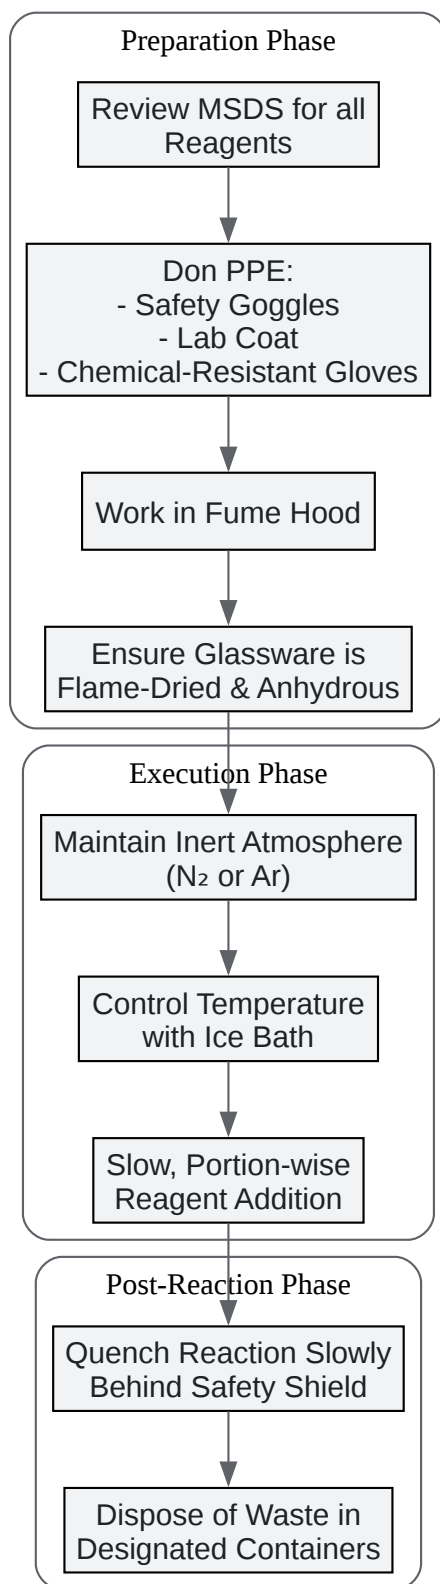 Preparation Phase
Review MSDS for all
Reagents
Don PPE:
- Safety Goggles
- Lab Coat
- Chemical-Resistant Gloves
Work in Fume Hood
Ensure Glassware is
Flame-Dried & Anhydrous
Execution Phase
Maintain Inert Atmosphere
(N₂ or Ar)
Control Temperature
with Ice Bath
Slow, Portion-wise
Reagent Addition
Post-Reaction Phase
Quench Reaction Slowly
Behind Safety Shield
Dispose of Waste in
Designated Containers